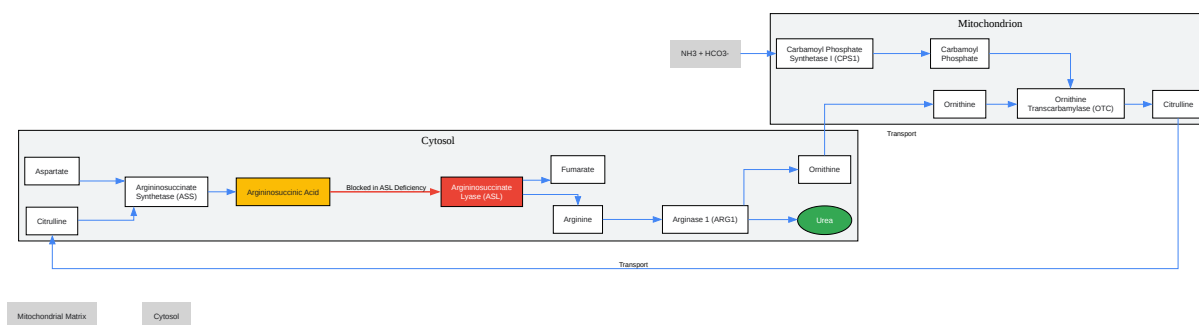 Mitochondrion
NH3 + HCO3-
Carbamoyl Phosphate
Synthetase I (CPS1)
Carbamoyl
Phosphate
Ornithine
Ornithine
Transcarbamylase (OTC)
Citrulline
Transport
Cytosol
Aspartate
Citrulline
Argininosuccinate
Synthetase (ASS)
Argininosuccinic Acid
Blocked in ASL Deficiency
Argininosuccinate
Lyase (ASL)
Fumarate
Arginine
Arginase 1 (ARG1)
Ornithine
Urea
Transport
Mitochondrial Matrix
Cytosol